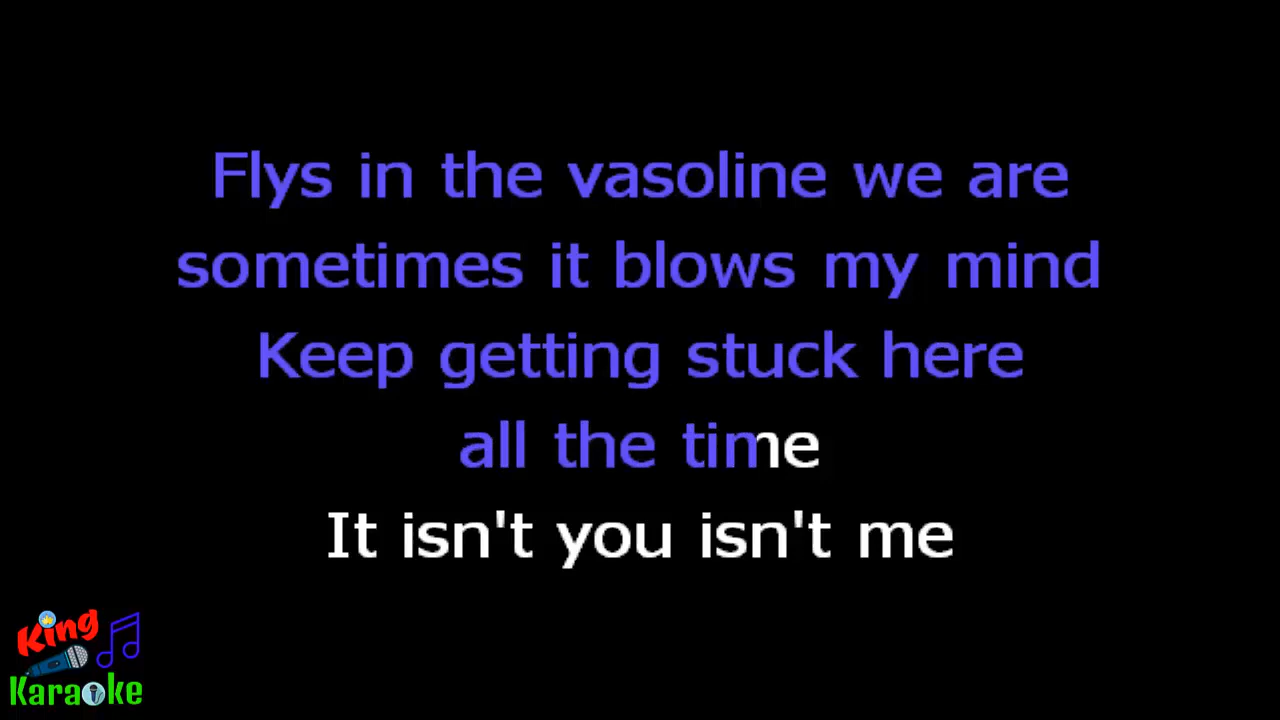 Flys in the vasoline we are
sometimes it blows my mind
Keep getting stuck here
all the time
It isn't you isn't me
King
Karaoke